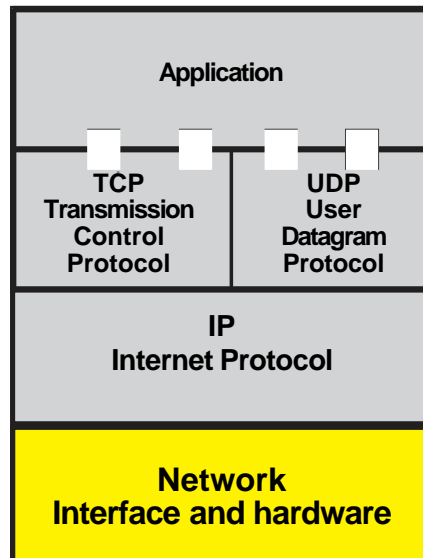 Application
TCP
Transmission
Control
Protocol
UDP
User
Datagram
Protocol
IP
Internet Protocol
Network
Interface and hardware